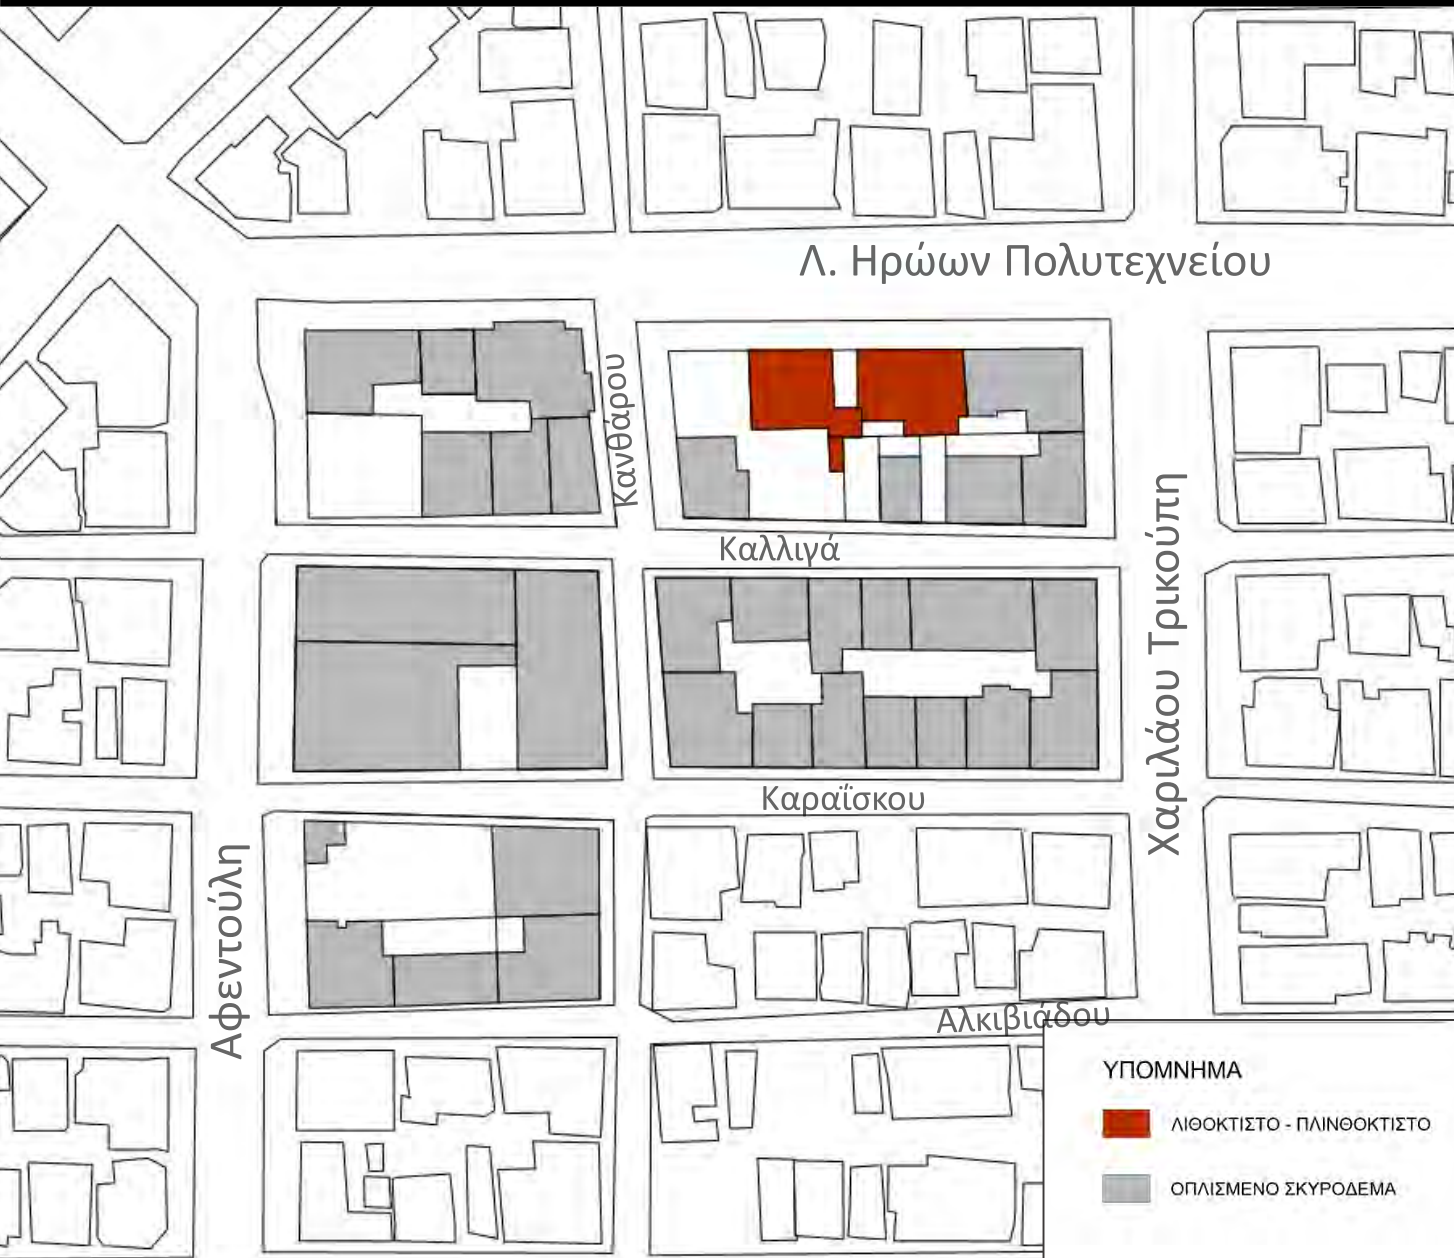 Λ. Ηρώων Πολυτεχνείου
Κανθάρου
Καλλιγά
Χαριλάου Τρικούπη
Καραΐσκου
Αφεντούλη
Αλκιβιάδου
ΥΠΟΜΝΗΜΑ
ΛΙΘΟΚΤΙΣΤΟ - ΠΛΙΝΘΟΚΤΙΣΤΟ
ΟΠΛΙΣΜΕΝΟ ΣΚΥΡΟΔΕΜΑ